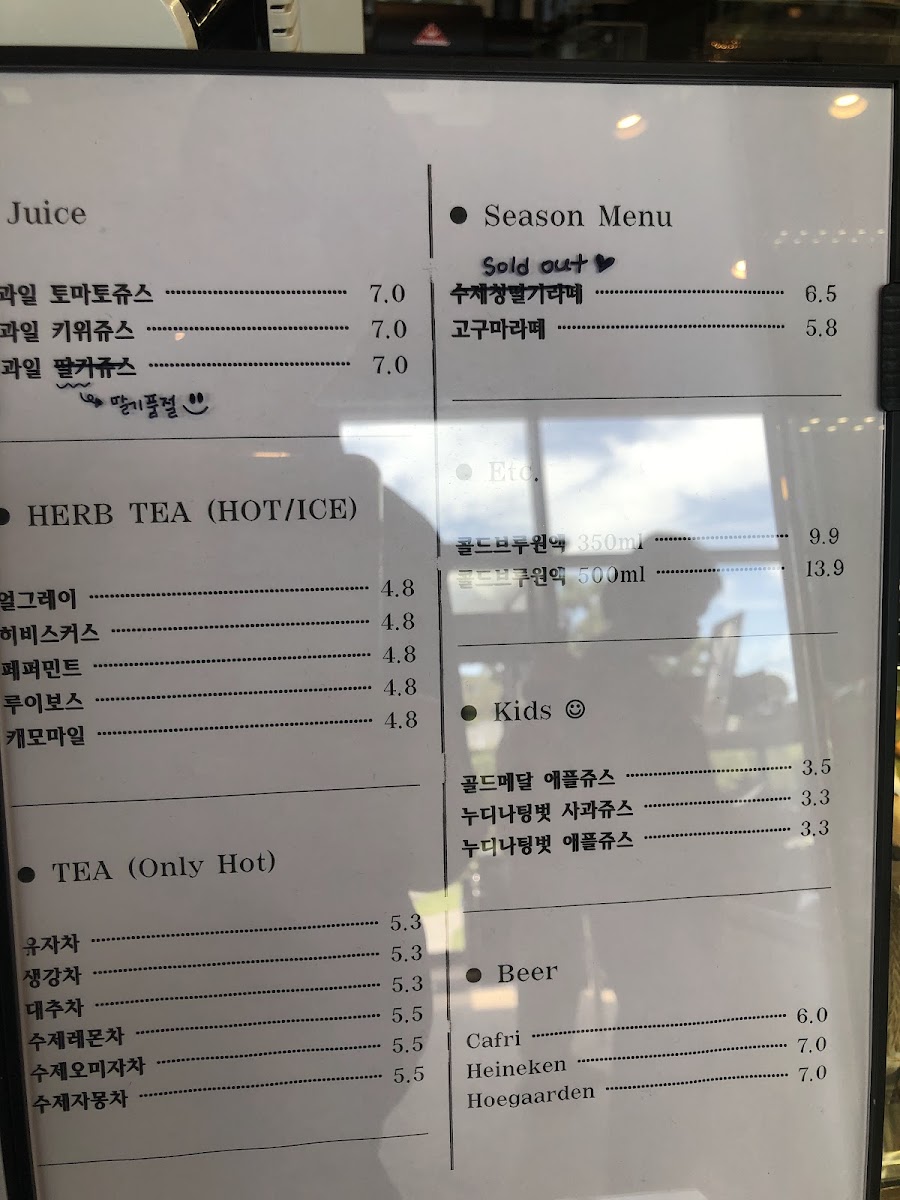 Juice
과일 토마토쥬스 7.0
과일 키위쥬스 7.0
과일 딸키쥬스 7.0
딸기품절
HERB TEA (HOT/ICE)
얼그레이 4.8
히비스커스 4.8
페퍼민트 4.8
루이보스 4.8
캐모마일 4.8
TEA (Only Hot)
유자차 5.3
생강차 5.3
대추차 5.3
수제레몬차 5.5
수제오미자차 5.5
수제자몽차 5.5
Season Menu
Sold out
수제청딸기라떼 6.5
고구마라떼 5.8
Etc.
콜드브루원액 350ml 9.9
콜드브루원액 500ml 13.9
Kids
골드메달 애플쥬스 3.5
누디나팅벗 사과쥬스 3.3
누디나팅벗 애플쥬스 3.3
Beer
Cafri 6.0
Heineken 7.0
Hoegaarden 7.0